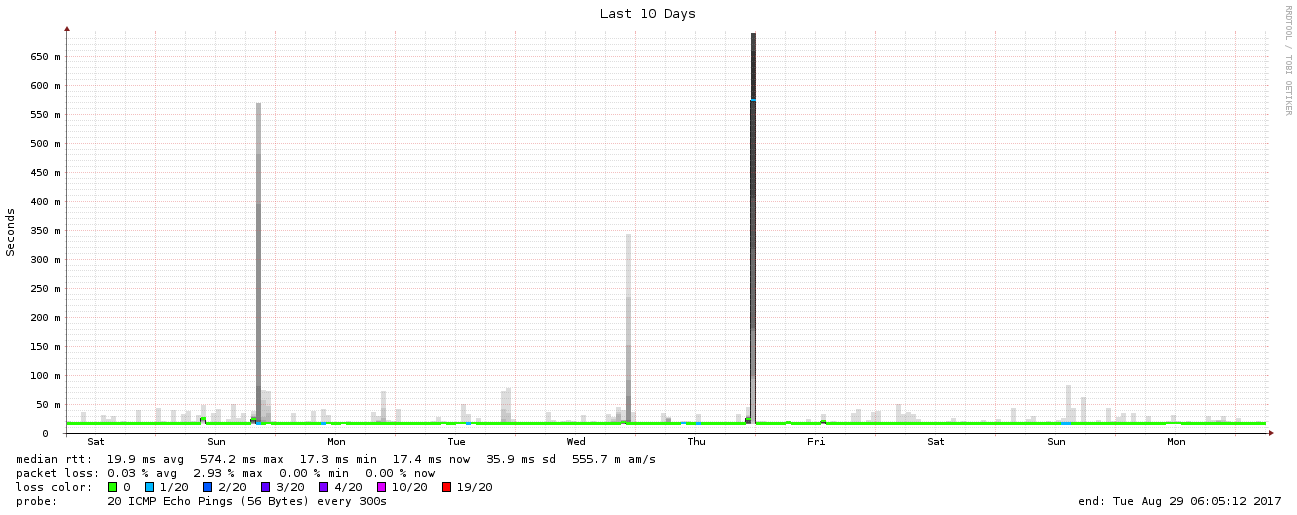 Last 10 Days
RRDTOOL / TOBI OETIKER
Seconds
650 m
600 m
550 m
500 m
450 m
400 m
350 m
300 m
250 m
200 m
150 m
100 m
50 m
0
Sat Sun Mon Tue Wed Thu Fri Sat Sun Mon
median rtt: 19.9 ms avg 574.2 ms max 17.3 ms min 17.4 ms now 35.9 ms sd 555.7 m am/s
packet loss: 0.03 % avg 2.93 % max 0.00 % min 0.00 % now
loss color: 0 1/20 2/20 3/20 4/20 10/20 19/20
probe: 20 ICMP Echo Pings (56 Bytes) every 300s end: Tue Aug 29 06:05:12 2017